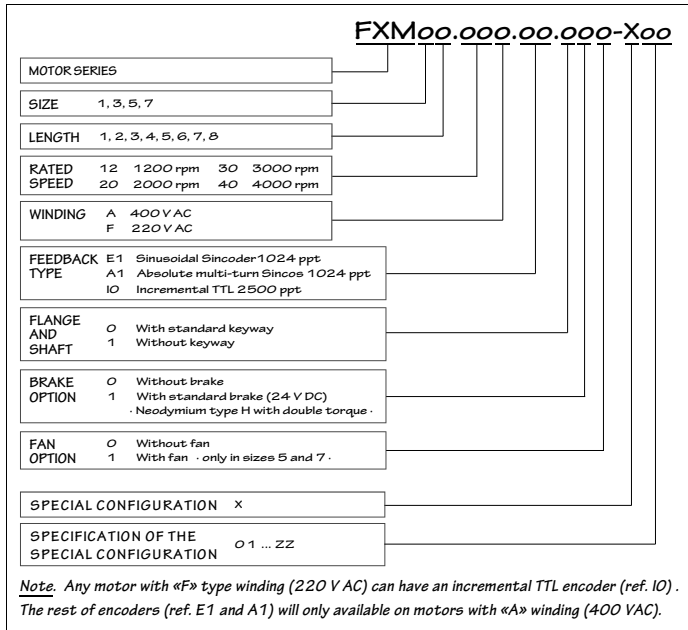 FXMoo.ooo.oo.ooo-Xoo
MOTOR SERIES
SIZE 1, 3, 5, 7
LENGTH 1, 2, 3, 4, 5, 6, 7, 8
RATED SPEED
12 1200 rpm 30 3000 rpm
20 2000 rpm 40 4000 rpm
WINDING
A 400 V AC
F 220 V AC
FEEDBACK TYPE
E1 Sinusoidal Sincoder1024 ppt
A1 Absolute multi-turn Sincos 1024 ppt
I0 Incremental TTL 2500 ppt
FLANGE
AND
SHAFT
0 With standard keyway
1 Without keyway
BRAKE
OPTION
0 Without brake
1 With standard brake (24 V DC)
· Neodymium type H with double torque ·
FAN
OPTION
0 Without fan
1 With fan · only in sizes 5 and 7 ·
SPECIAL CONFIGURATION X
SPECIFICATION OF THE
SPECIAL CONFIGURATION
01 ... ZZ
Note. Any motor with «F» type winding (220 V AC) can have an incremental TTL encoder (ref. I0) .
The rest of encoders (ref. E1 and A1) will only available on motors with «A» winding (400 VAC).